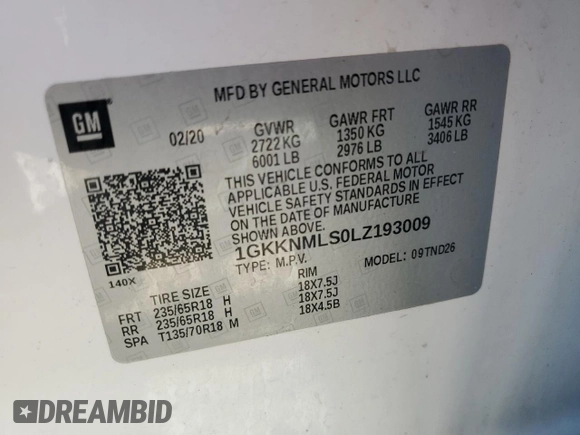 GM
MFD BY GENERAL MOTORS LLC
02/20 GVWR GAWR FRT GAWR RR
2722 KG 1350 KG 1545 KG
6001 LB 2976 LB 3406 LB
THIS VEHICLE CONFORMS TO ALL
APPLICABLE U.S. FEDERAL MOTOR
VEHICLE SAFETY STANDARDS IN EFFECT
ON THE DATE OF MANUFACTURE
SHOWN ABOVE.
1GKKNMLS0LZ193009
TYPE: M.P.V. MODEL: 09TND26
140X
TIRE SIZE RIM
FRT 235/65R18 H 18X7.5J
RR 235/65R18 H 18X7.5J
SPA T135/70R18 M 18X4.5B
DREAMBID